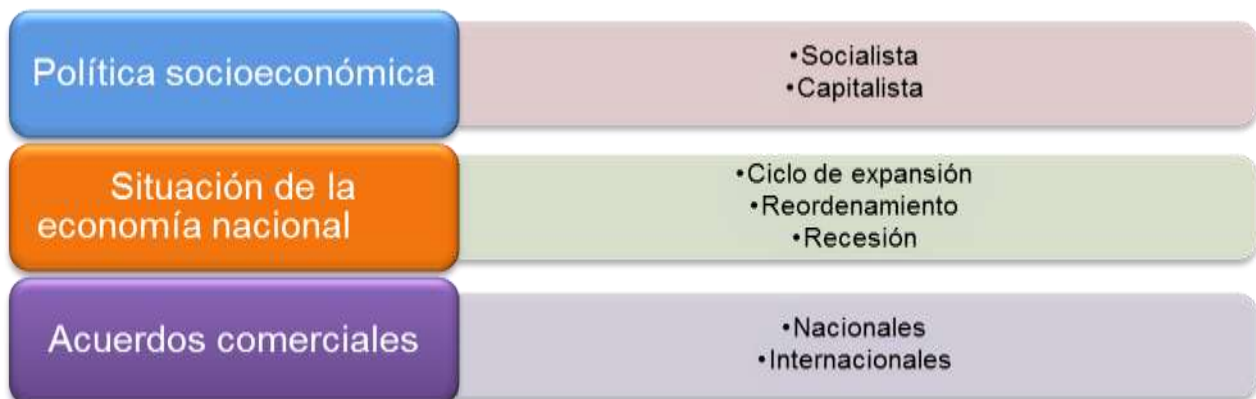 Política socioeconómica
•Socialista
•Capitalista
Situación de la
economía nacional
•Ciclo de expansión
•Reordenamiento
•Recesión
Acuerdos comerciales
•Nacionales
•Internacionales